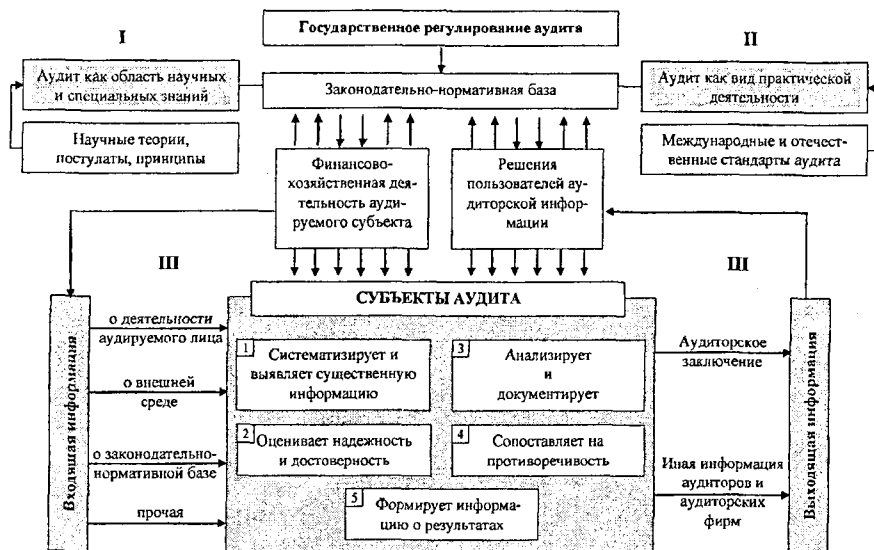 Государственное регулирование аудита
I
II
Аудит как область научных
и специальных знаний
Законодательно-нормативная база
Аудит как вид практической
деятельности
Научные теории,
постулаты, принципы
Международные и отечест-
венные стандарты аудита
Финансово-
хозяйственная дея-
тельность ауди-
руемого субъекта
Решения
пользователей ау-
диторской инфор-
мации
III
III
СУБЪЕКТЫ АУДИТА
Входящая информация
о деятельности
аудируемого лица
о внешней
среде
о законодательно-
нормативной базе
прочая
1
Систематизирует и
выявляет существенную
информацию
3
Анализирует
и
документирует
2
Оценивает надежность
и достоверность
4
Сопоставляет на
противоречивость
5
Формирует информа-
цию о результатах
Аудиторское
заключение
Иная информация
аудиторов и
аудиторских
фирм
Выходящая информация